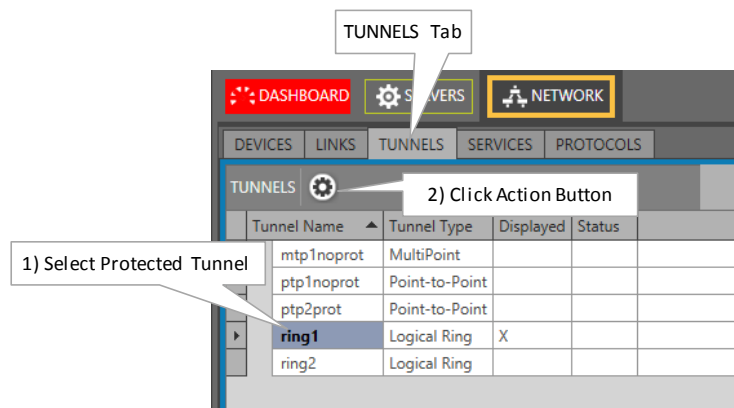 TUNNELS Tab
DASHBOARD SERVERS NETWORK
DEVICES LINKS TUNNELS SERVICES PROTOCOLS
TUNNELS 2) Click Action Button
Tunnel Name Tunnel Type Displayed Status
1) Select Protected Tunnel
mtp1noprot MultiPoint
ptp1noprot Point-to-Point
ptp2prot Point-to-Point
ring1 Logical Ring X
ring2 Logical Ring